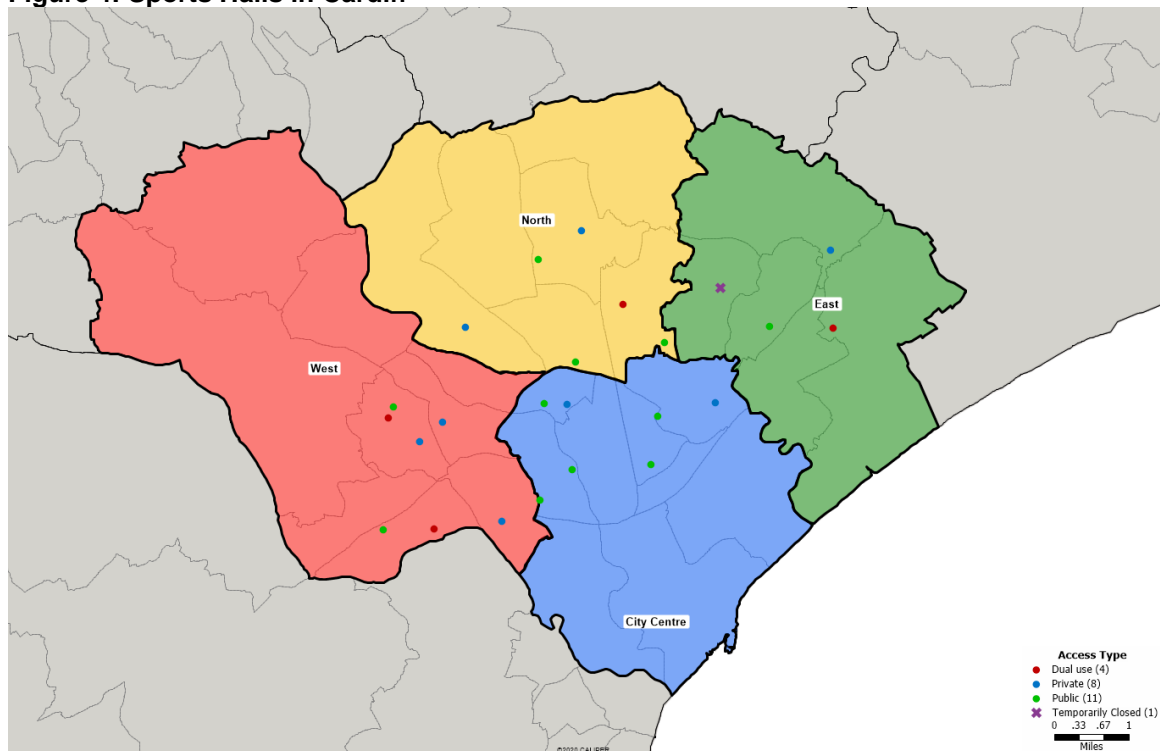 Figure 4: Sports Halls in Cardiff
North
East
West
City Centre
Access Type
Dual use (4)
Private (8)
Public (11)
Temporarily Closed (1)
0 .33 .67 1
Miles
©2020 CALIPER